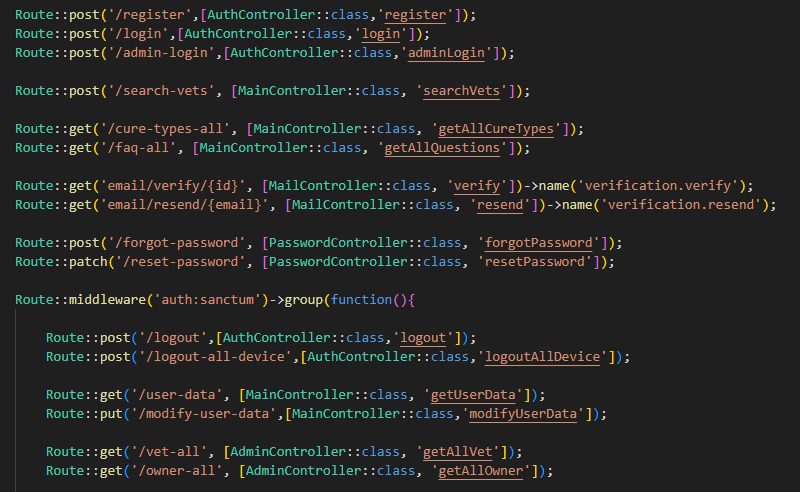 Route::post('/register',[AuthController::class,'register']);
Route::post('/login',[AuthController::class,'login']);
Route::post('/admin-login',[AuthController::class,'adminLogin']);
Route::post('/search-vets', [MainController::class, 'searchVets']);
Route::get('/cure-types-all', [MainController::class, 'getAllCureTypes']);
Route::get('/faq-all', [MainController::class, 'getAllQuestions']);
Route::get('email/verify/{id}', [MailController::class, 'verify'])->name('verification.verify');
Route::get('email/resend/{email}', [MailController::class, 'resend'])->name('verification.resend');
Route::post('/forgot-password', [PasswordController::class, 'forgotPassword']);
Route::patch('/reset-password', [PasswordController::class, 'resetPassword']);
Route::middleware('auth:sanctum')->group(function(){
Route::post('/logout',[AuthController::class,'logout']);
Route::post('/logout-all-device',[AuthController::class,'logoutAllDevice']);
Route::get('/user-data', [MainController::class, 'getUserData']);
Route::put('/modify-user-data',[MainController::class,'modifyUserData']);
Route::get('/vet-all', [AdminController::class, 'getAllVet']);
Route::get('/owner-all', [AdminController::class, 'getAllOwner']);